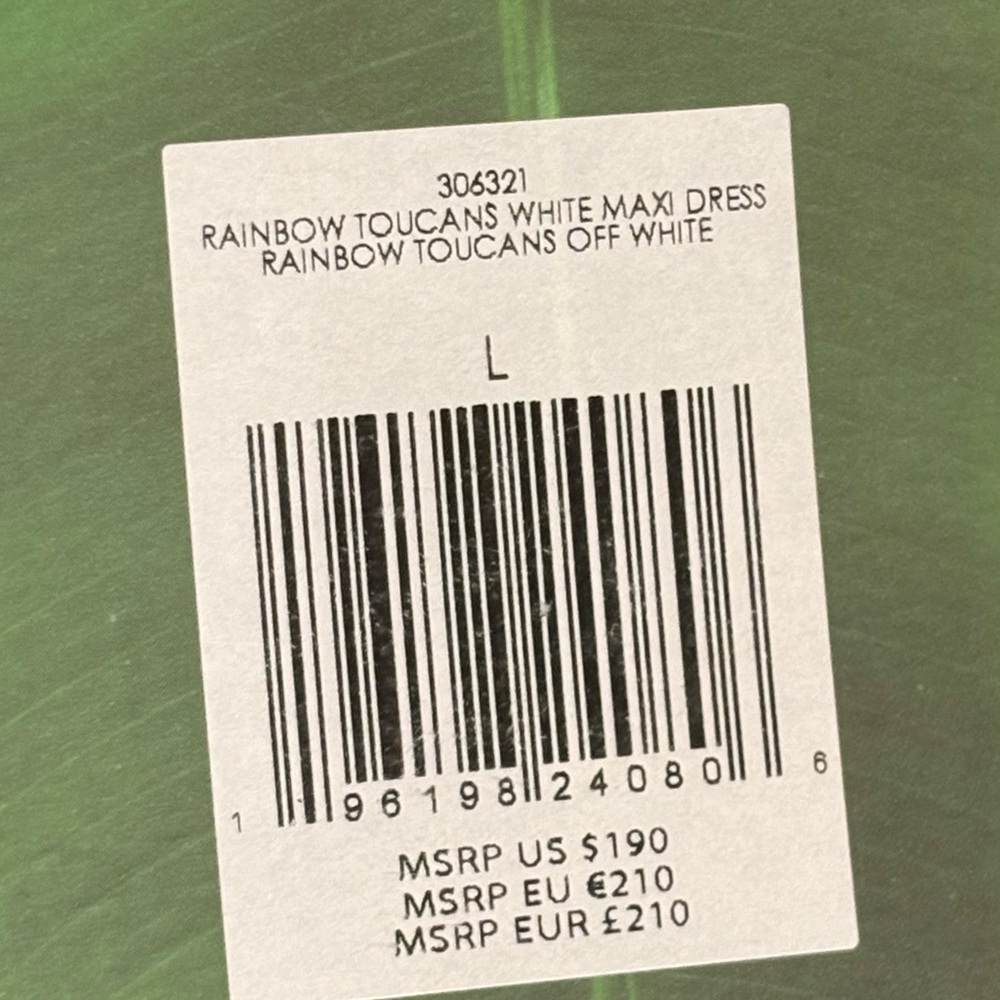 306321
RAINBOW TOUCANS WHITE MAXI DRESS
RAINBOW TOUCANS OFF WHITE
L
1 96198 24080 6
MSRP US $190
MSRP EU €210
MSRP EUR £210